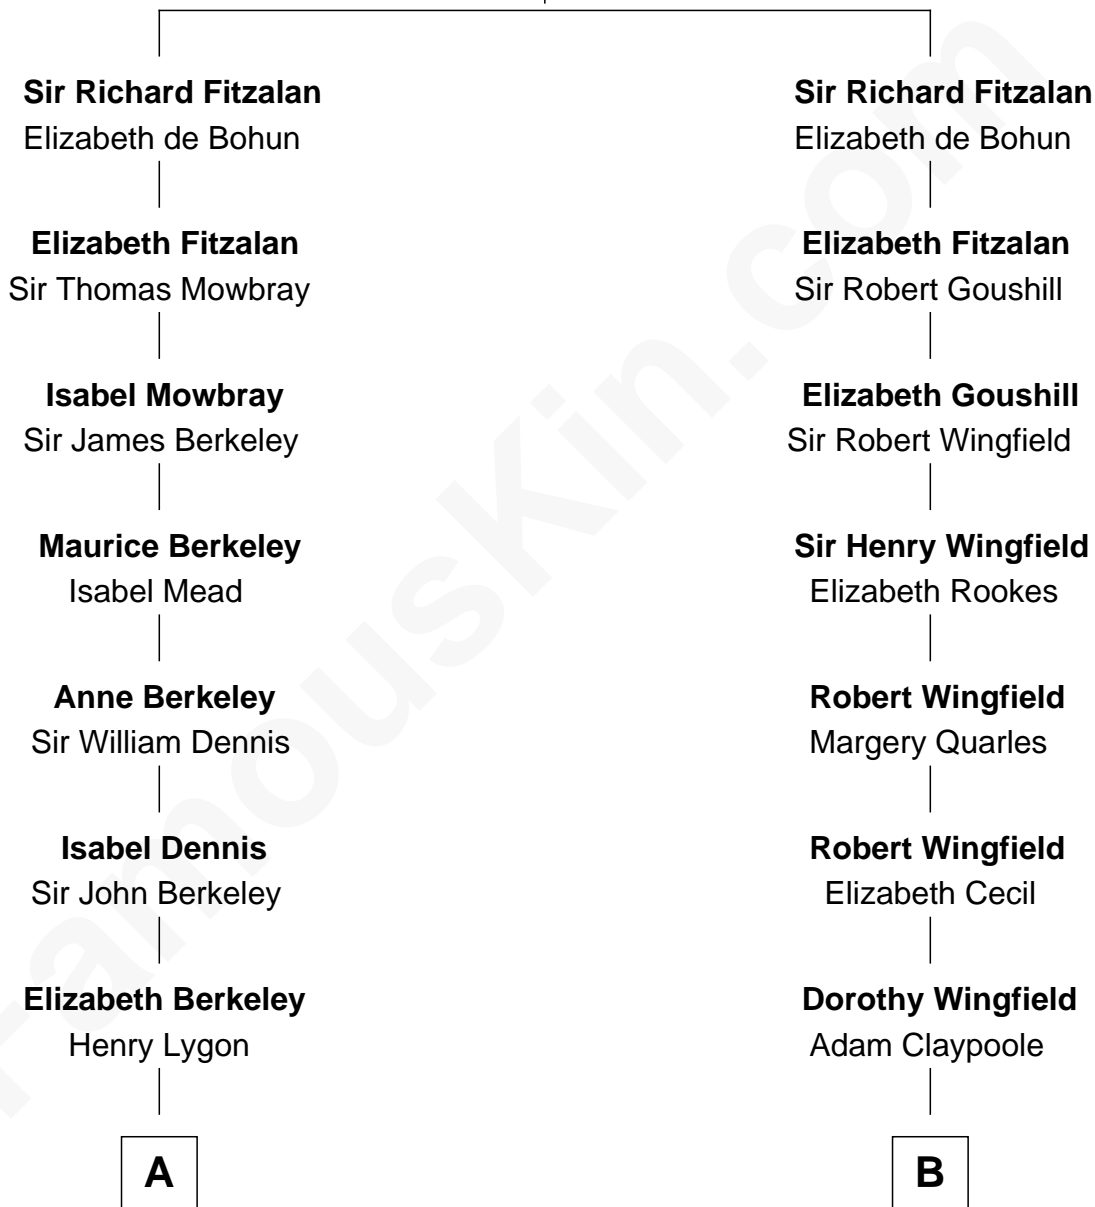 Sir Richard Fitzalan
Elizabeth de Bohun
Elizabeth Fitzalan
Sir Thomas Mowbray
Isabel Mowbray
Sir James Berkeley
Maurice Berkeley
Isabel Mead
Anne Berkeley
Sir William Dennis
Isabel Dennis
Sir John Berkeley
Elizabeth Berkeley
Henry Lygon
A
Sir Richard Fitzalan
Elizabeth de Bohun
Elizabeth Fitzalan
Sir Robert Goushill
Elizabeth Goushill
Sir Robert Wingfield
Sir Henry Wingfield
Elizabeth Rookes
Robert Wingfield
Margery Quarles
Robert Wingfield
Elizabeth Cecil
Dorothy Wingfield
Adam Claypoole
B
FamousKin.com